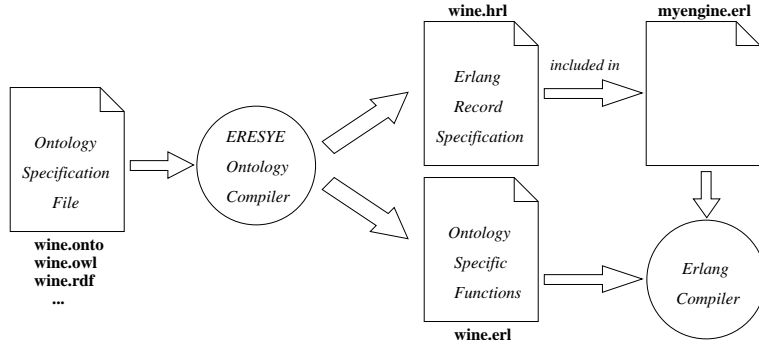 wine.hrl
myengine.erl
included in
Erlang
Record
Specification
Ontology
Specification
File
ERESYE
Ontology
Compiler
wine.onto
wine.owl
wine.rdf
...
Ontology
Specific
Functions
wine.erl
Erlang
Compiler